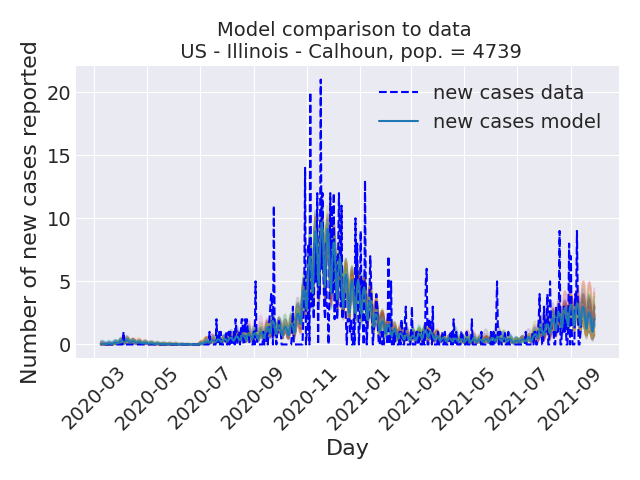 Model comparison to data
US - Illinois - Calhoun, pop. = 4739
Number of new cases reported
20
15
10
5
0
new cases data
new cases model
2020-03
2020-05
2020-07
2020-09
2020-11
2021-01
2021-03
2021-05
2021-07
2021-09
Day